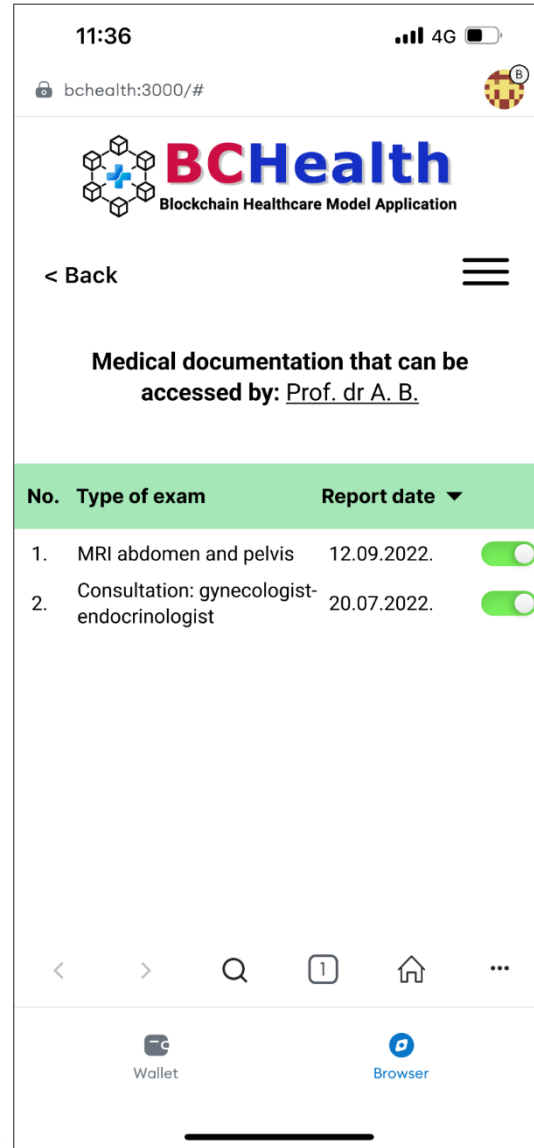 11:36
4G
bchealth:3000/#
B
BCHealth
Blockchain Healthcare Model Application
< Back
Medical documentation that can be
accessed by: Prof. dr A. B.
No. Type of exam Report date
1. MRI abdomen and pelvis 12.09.2022.
2. Consultation: gynecologist-
endocrinologist 20.07.2022.
1
Wallet
Browser